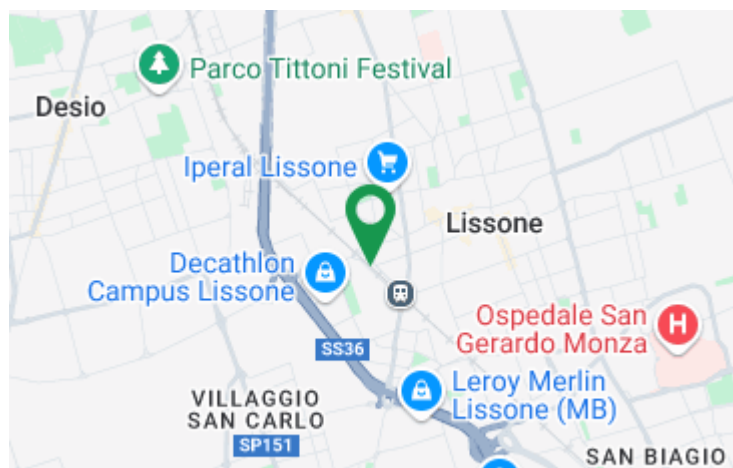 Parco Tittoni Festival
Desio
Iperal Lissone
Lissone
Decathlon
Campus Lissone
Ospedale San
Gerardo Monza
H
SS36
Leroy Merlin
Lissone (MB)
VILLAGGIO
SAN CARLO
SP151
SAN BIAGIO